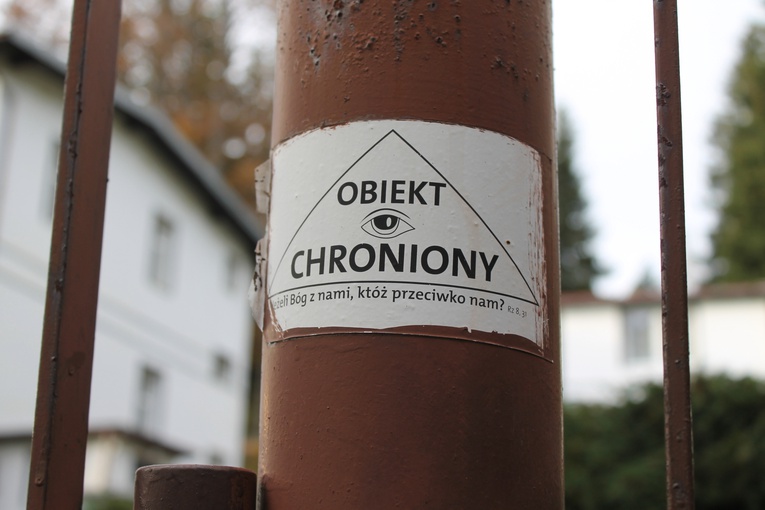 OBIEKT
CHRONIONY
Bóg z nami, któż przeciwko nam? Rz 8, 31